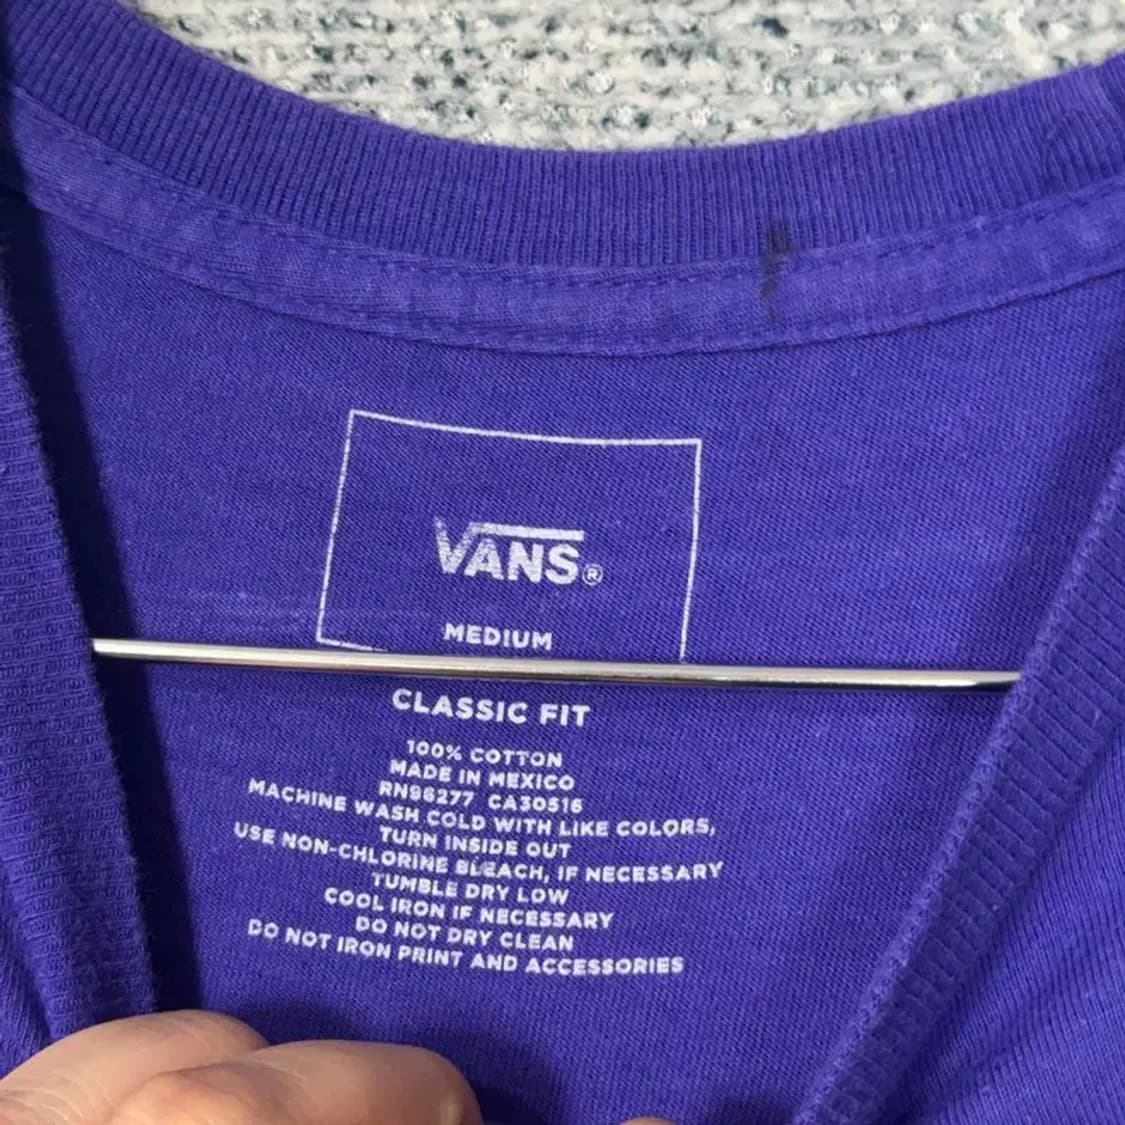 VANS®
MEDIUM
CLASSIC FIT
100% COTTON
MADE IN MEXICO
RN96277 CA30516
MACHINE WASH COLD WITH LIKE COLORS,
TURN INSIDE OUT
USE NON-CHLORINE BLEACH, IF NECESSARY
TUMBLE DRY LOW
COOL IRON IF NECESSARY
DO NOT DRY CLEAN
DO NOT IRON PRINT AND ACCESSORIES